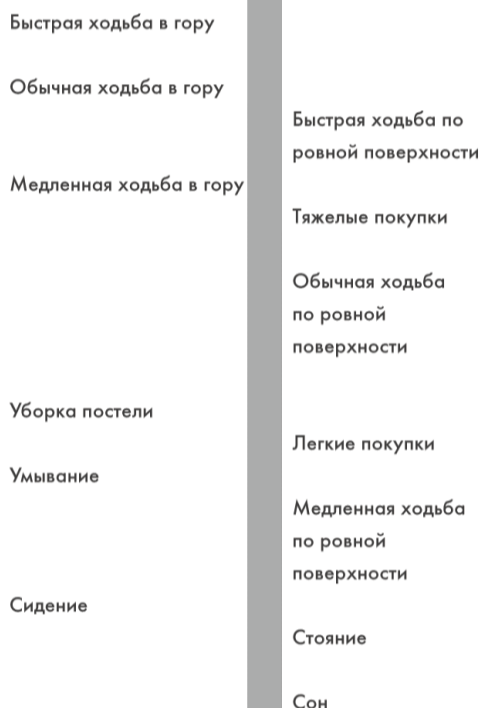 Быстрая ходьба в гору
Обычная ходьба в гору
Медленная ходьба в гору
Уборка постели
Умывание
Сидение
Быстрая ходьба по
ровной поверхности
Тяжелые покупки
Обычная ходьба
по ровной
поверхности
Легкие покупки
Медленная ходьба
по ровной
поверхности
Стояние
Сон